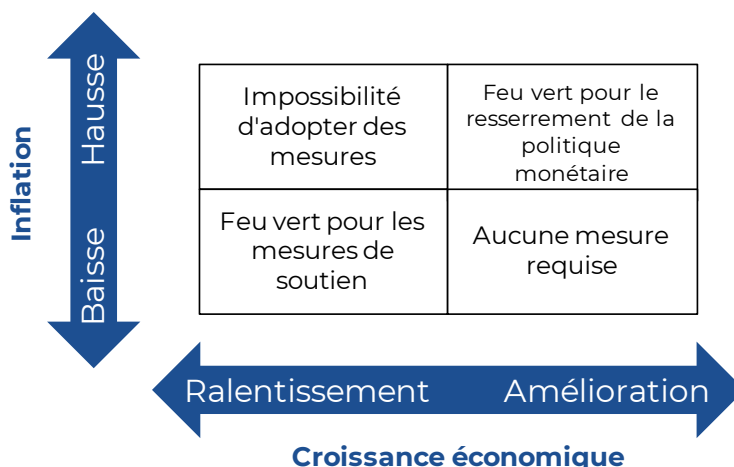 Inflation
Hausse
Baisse
Impossibilité
d'adopter des
mesures
Feu vert pour le
resserrement de la
politique
monétaire
Feu vert pour les
mesures de
soutien
Aucune mesure
requise
Ralentissement
Amélioration
Croissance économique